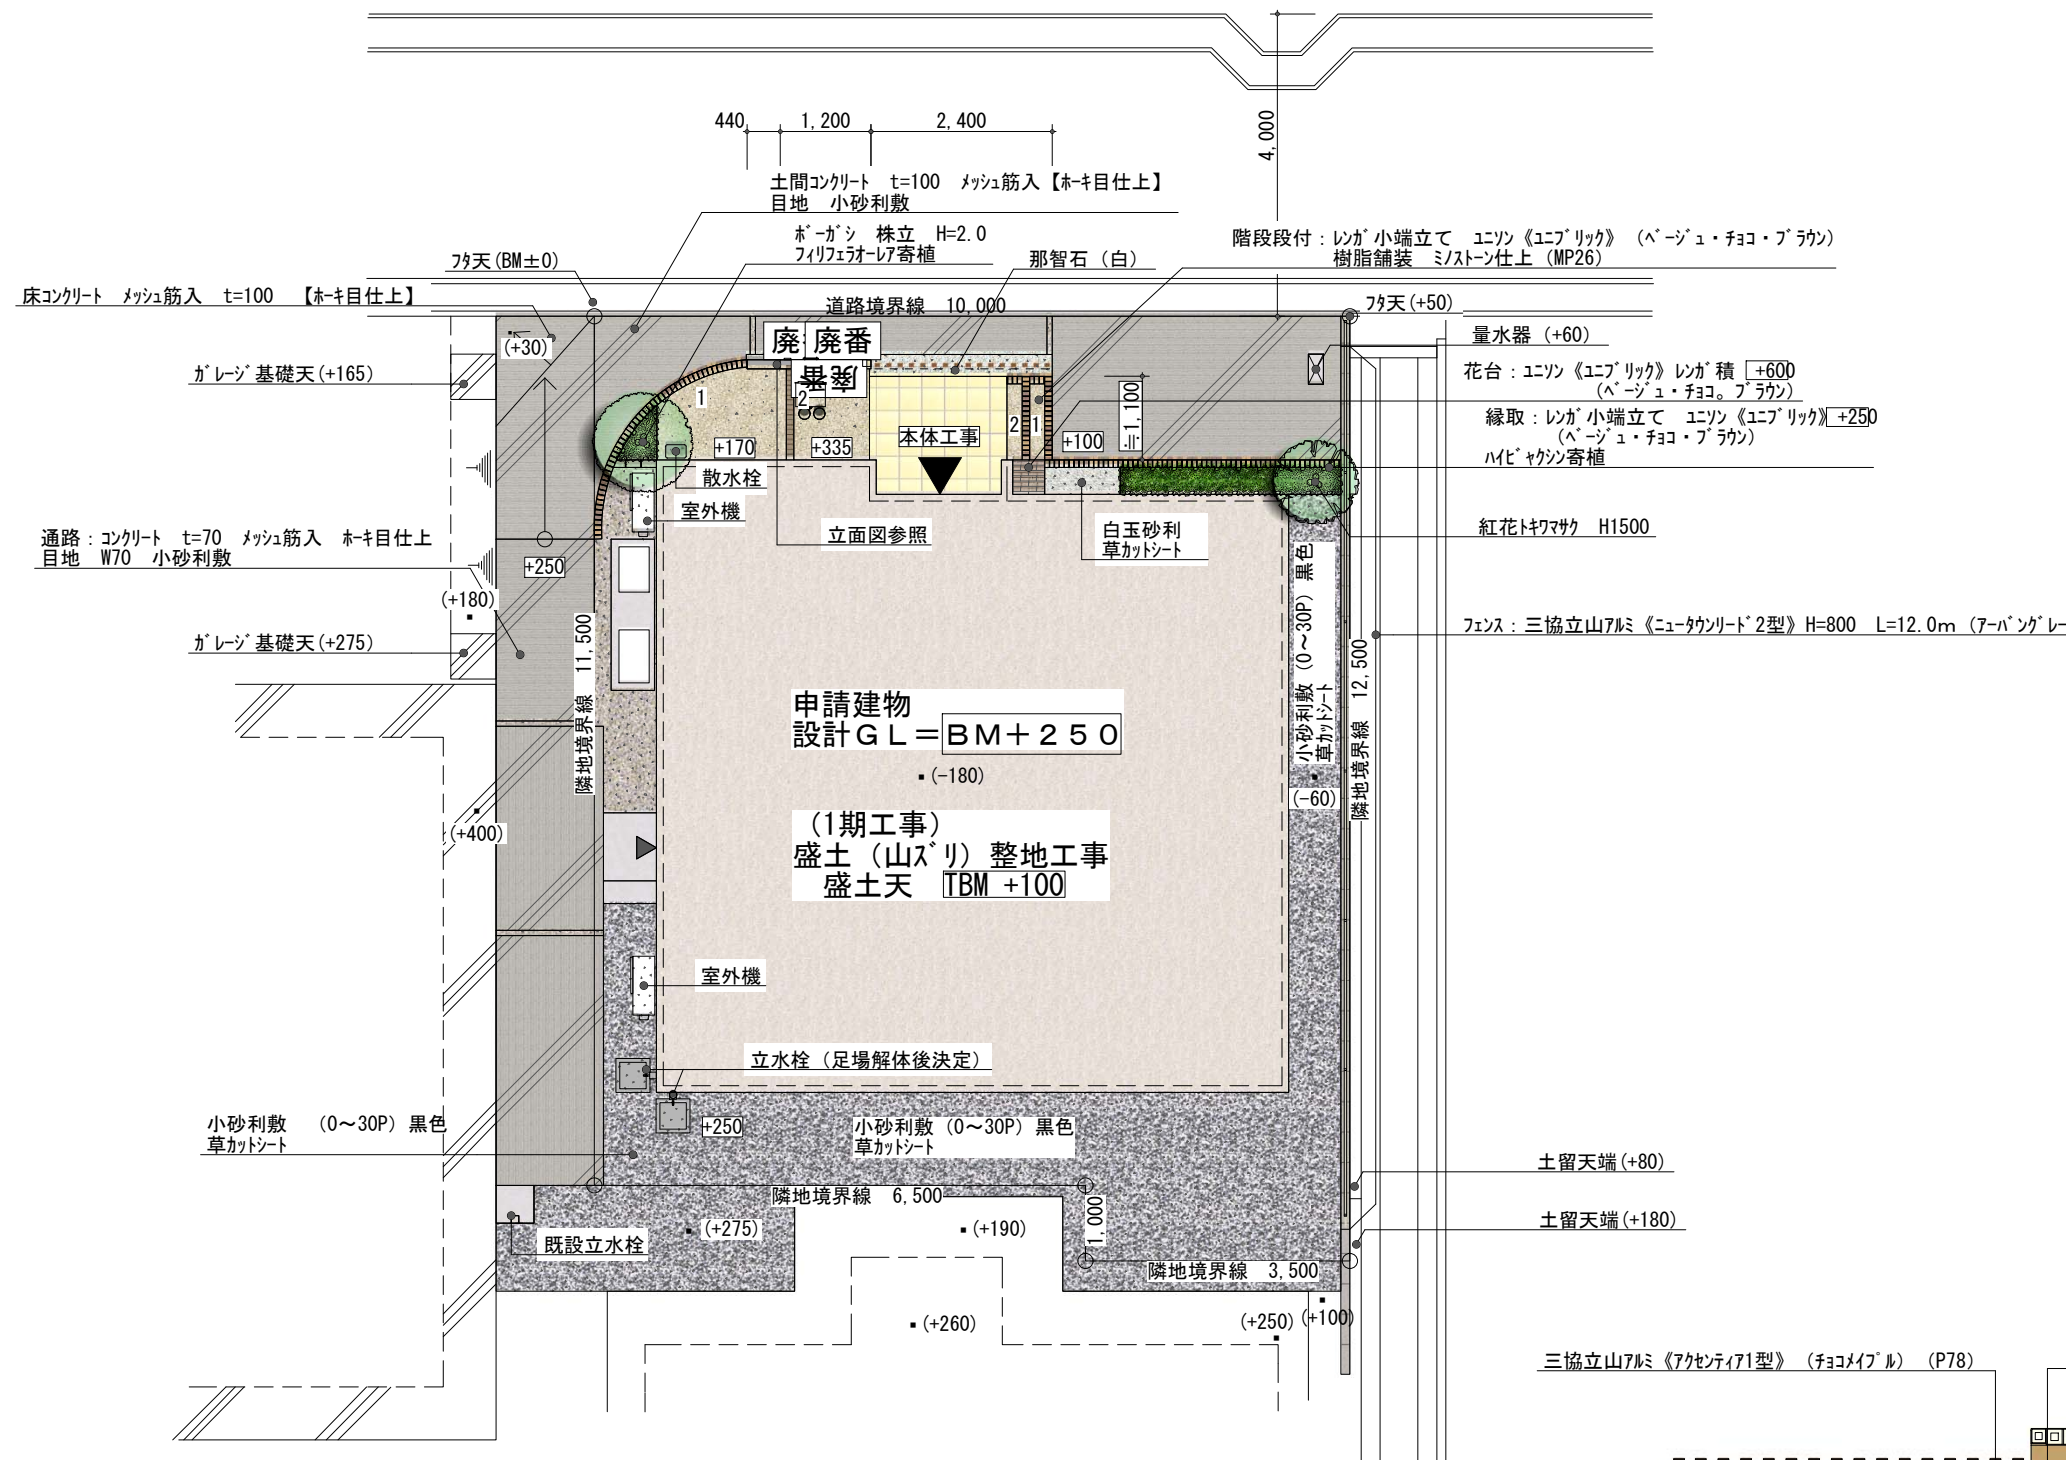 4,000
440
1,200
2,400
土間ｺﾝｸﾘｰﾄ t=100 ﾒｯｼｭ筋入【ﾎｰｷ目仕上】
目地 小砂利敷
ﾎﾞｰｶﾞｼ 株立 H=2.0
ﾌｨﾘﾌｪﾗｵｰﾚｱ寄植
那智石（白）
階段段付：ﾚﾝｶﾞ小端立て ﾕﾆｿﾝ《ﾕﾆﾌﾞﾘｯｸ》（ﾍﾞｰｼﾞｭ・ﾁｮｺ・ﾌﾞﾗｳﾝ）
樹脂舗装 ﾐﾉｽﾄｰﾝ仕上（MP26）
ﾌﾀ天(BM±0)
床ｺﾝｸﾘｰﾄ ﾒｯｼｭ筋入 t=100 【ﾎｰｷ目仕上】
道路境界線 10,000
ﾌﾀ天(+50)
(+30)
廃
廃番
廃番
量水器 (+60)
ｶﾞﾚｰｼﾞ基礎天(+165)
花台：ﾕﾆｿﾝ《ﾕﾆﾌﾞﾘｯｸ》ﾚﾝｶﾞ積 +600
（ﾍﾞｰｼﾞｭ・ﾁｮｺ。ﾌﾞﾗｳﾝ）
1
2
2
1
≒1,100
縁取：ﾚﾝｶﾞ小端立て ﾕﾆｿﾝ《ﾕﾆﾌﾞﾘｯｸ》 +250
（ﾍﾞｰｼﾞｭ・ﾁｮｺ・ﾌﾞﾗｳﾝ）
ﾊｲﾋﾞｬｸｼﾝ寄植
+170
+335
本体工事
+100
散水栓
室外機
立面図参照
白玉砂利
草ｶｯﾄｼｰﾄ
紅花ﾄｷﾜﾏｻｸ H1500
通路：ｺﾝｸﾘｰﾄ t=70 ﾒｯｼｭ筋入 ﾎｰｷ目仕上
目地 W70 小砂利敷
+250
(+180)
ｶﾞﾚｰｼﾞ基礎天(+275)
隣地境界線 11,500
小砂利敷（0～30P）黒色
草ｶｯﾄｼｰﾄ
隣地境界線 12,500
ﾌｪﾝｽ：三協立山ｱﾙﾐ《ﾆｭｰﾀｳﾝﾘｰﾄﾞ2型》H=800 L=12.0m（ｱｰﾊﾞﾝｸﾞﾚｰ
申請建物
設計ＧＬ＝ＢＭ＋２５０
(-180)
(-60)
（1期工事）
盛土（山ｽﾞﾘ）整地工事
盛土天 TBM +100
(+400)
室外機
立水栓（足場解体後決定）
+250
小砂利敷 （0～30P）黒色
草ｶｯﾄｼｰﾄ
小砂利敷（0～30P）黒色
草ｶｯﾄｼｰﾄ
隣地境界線 6,500
1,000
土留天端(+80)
土留天端(+180)
既設立水栓
(+275)
(+190)
隣地境界線 3,500
(+260)
(+250)
(+100)
三協立山ｱﾙﾐ《ｱｸｾﾝﾃｨｱ1型》（ﾁｮｺﾒｲﾌﾟﾙ）（P78）